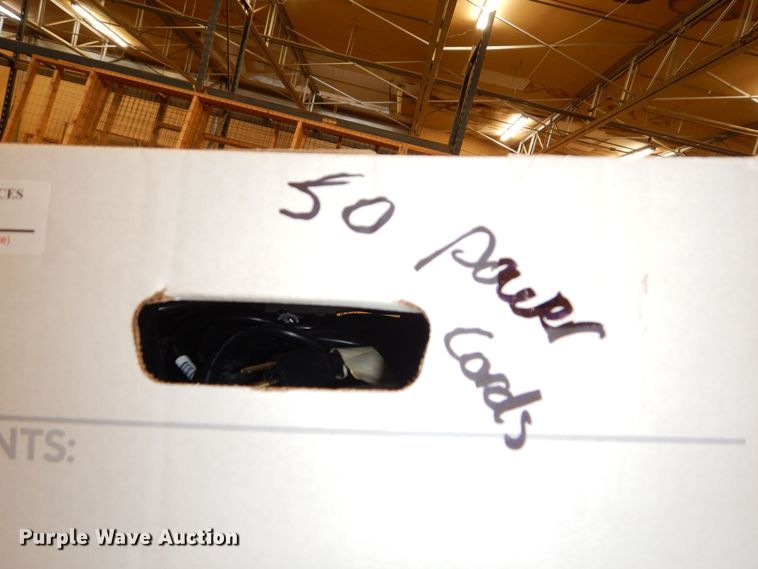 CES
e)
50 power
cords
NTS:
Purple Wave Auction